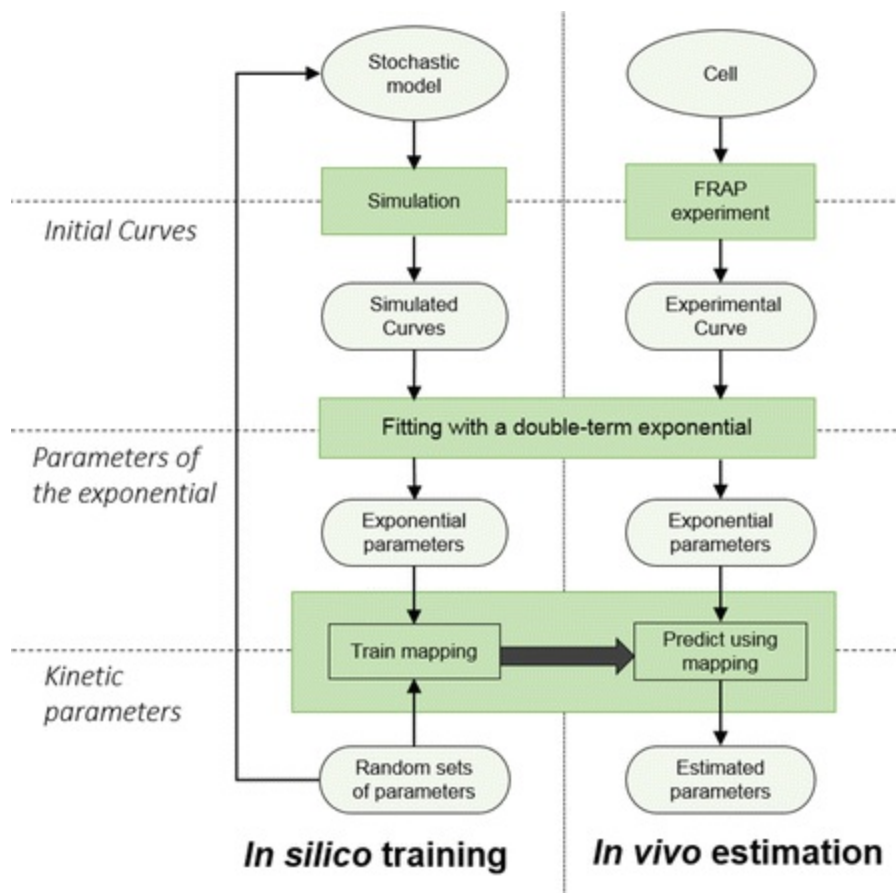 Stochastic
model
Cell
Simulation
FRAP
experiment
Initial Curves
Simulated
Curves
Experimental
Curve
Fitting with a double-term exponential
Parameters of
the exponential
Exponential
parameters
Exponential
parameters
Train mapping
Predict using
mapping
Kinetic
parameters
Random sets
of parameters
Estimated
parameters
In silico training
In vivo estimation